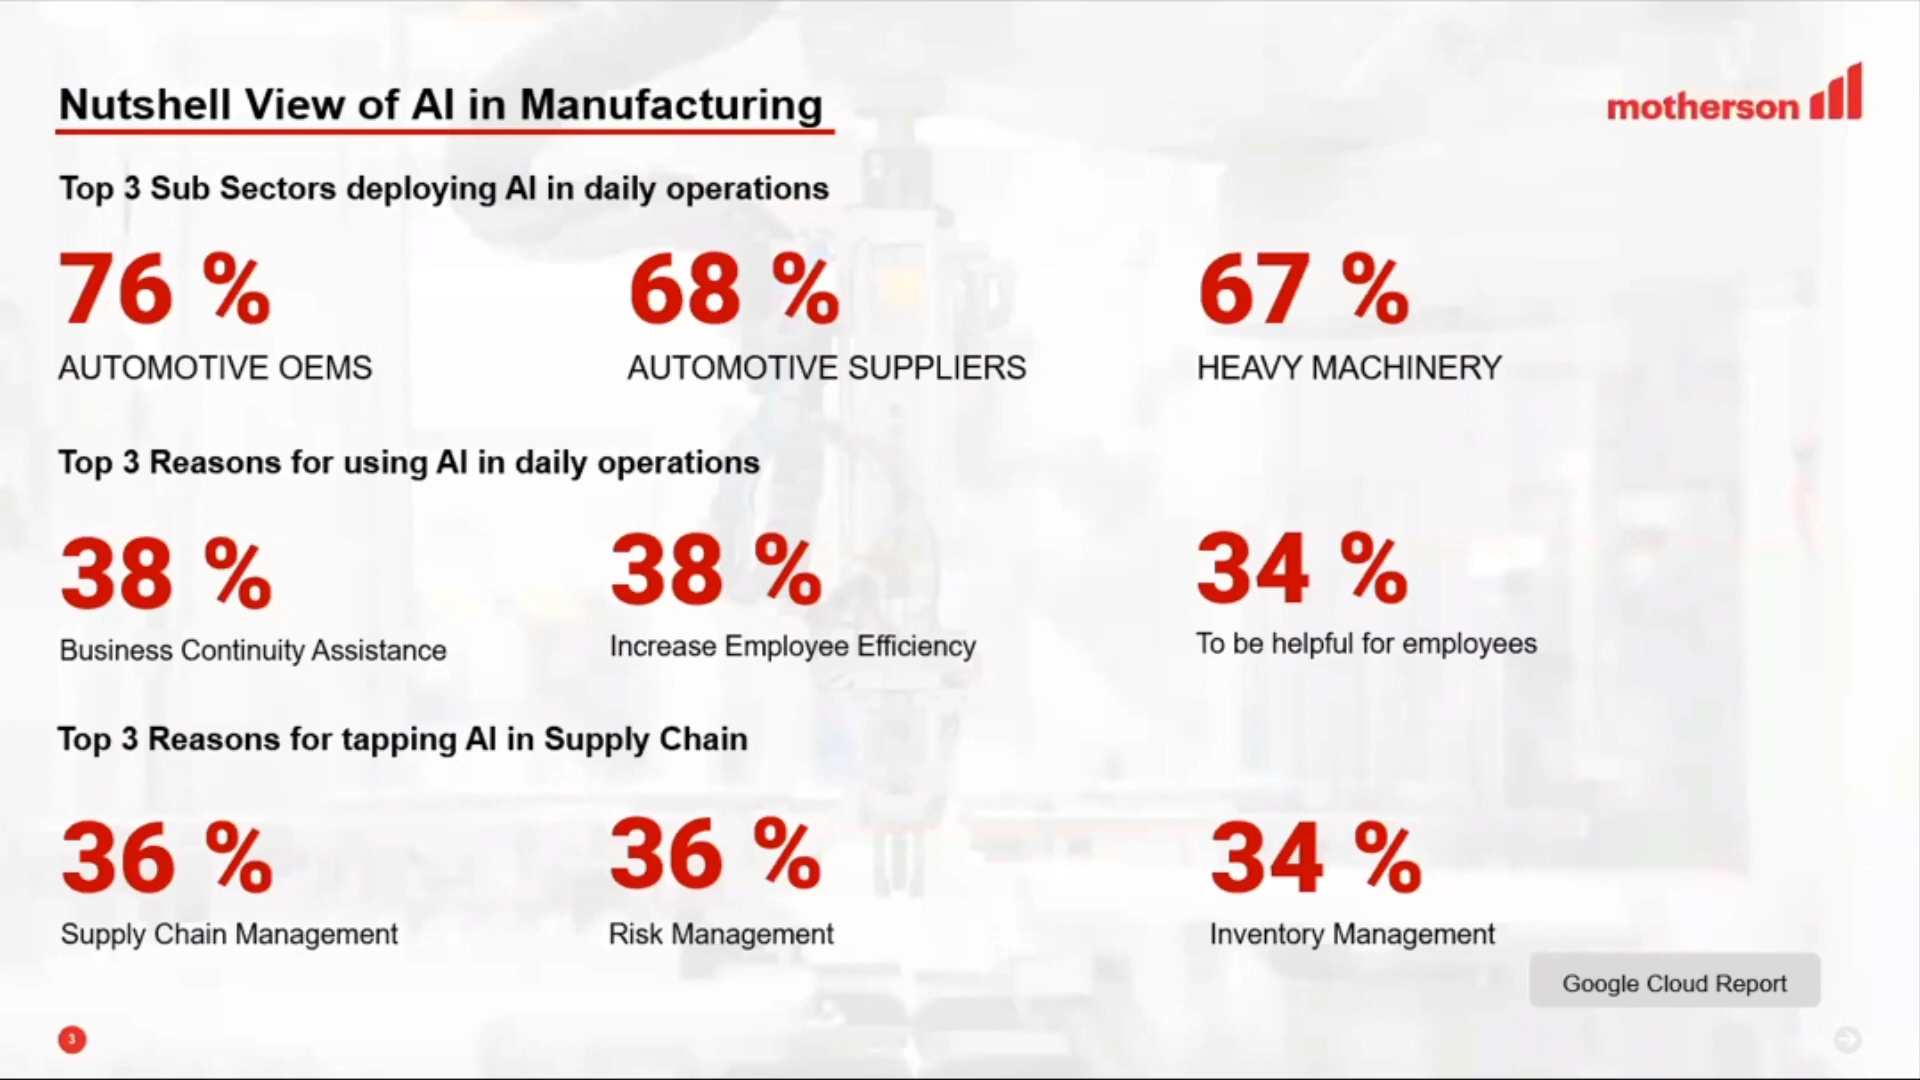 Nutshell View of AI in Manufacturing
motherson
Top 3 Sub Sectors deploying AI in daily operations
76 %
68 %
67 %
AUTOMOTIVE OEMS
AUTOMOTIVE SUPPLIERS
HEAVY MACHINERY
Top 3 Reasons for using AI in daily operations
38 %
38 %
34 %
Business Continuity Assistance
Increase Employee Efficiency
To be helpful for employees
Top 3 Reasons for tapping AI in Supply Chain
36 %
36 %
34 %
Supply Chain Management
Risk Management
Inventory Management
Google Cloud Report
3